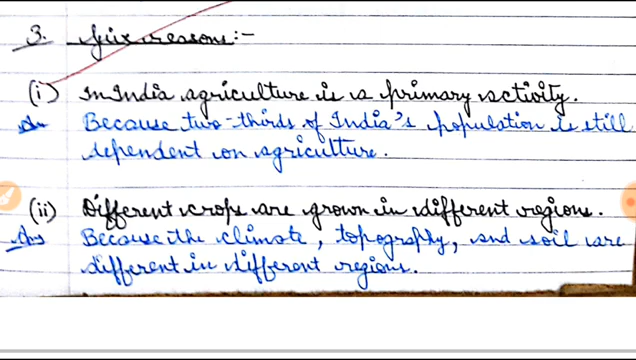 3. Give reasons:-
(i) In India agriculture is a primary activity.
Ans Because two-thirds of India's population is still
dependent on agriculture.
(ii) Different crops are grown in different regions.
Ans Because the climate, topography, and soil are
different in different regions.